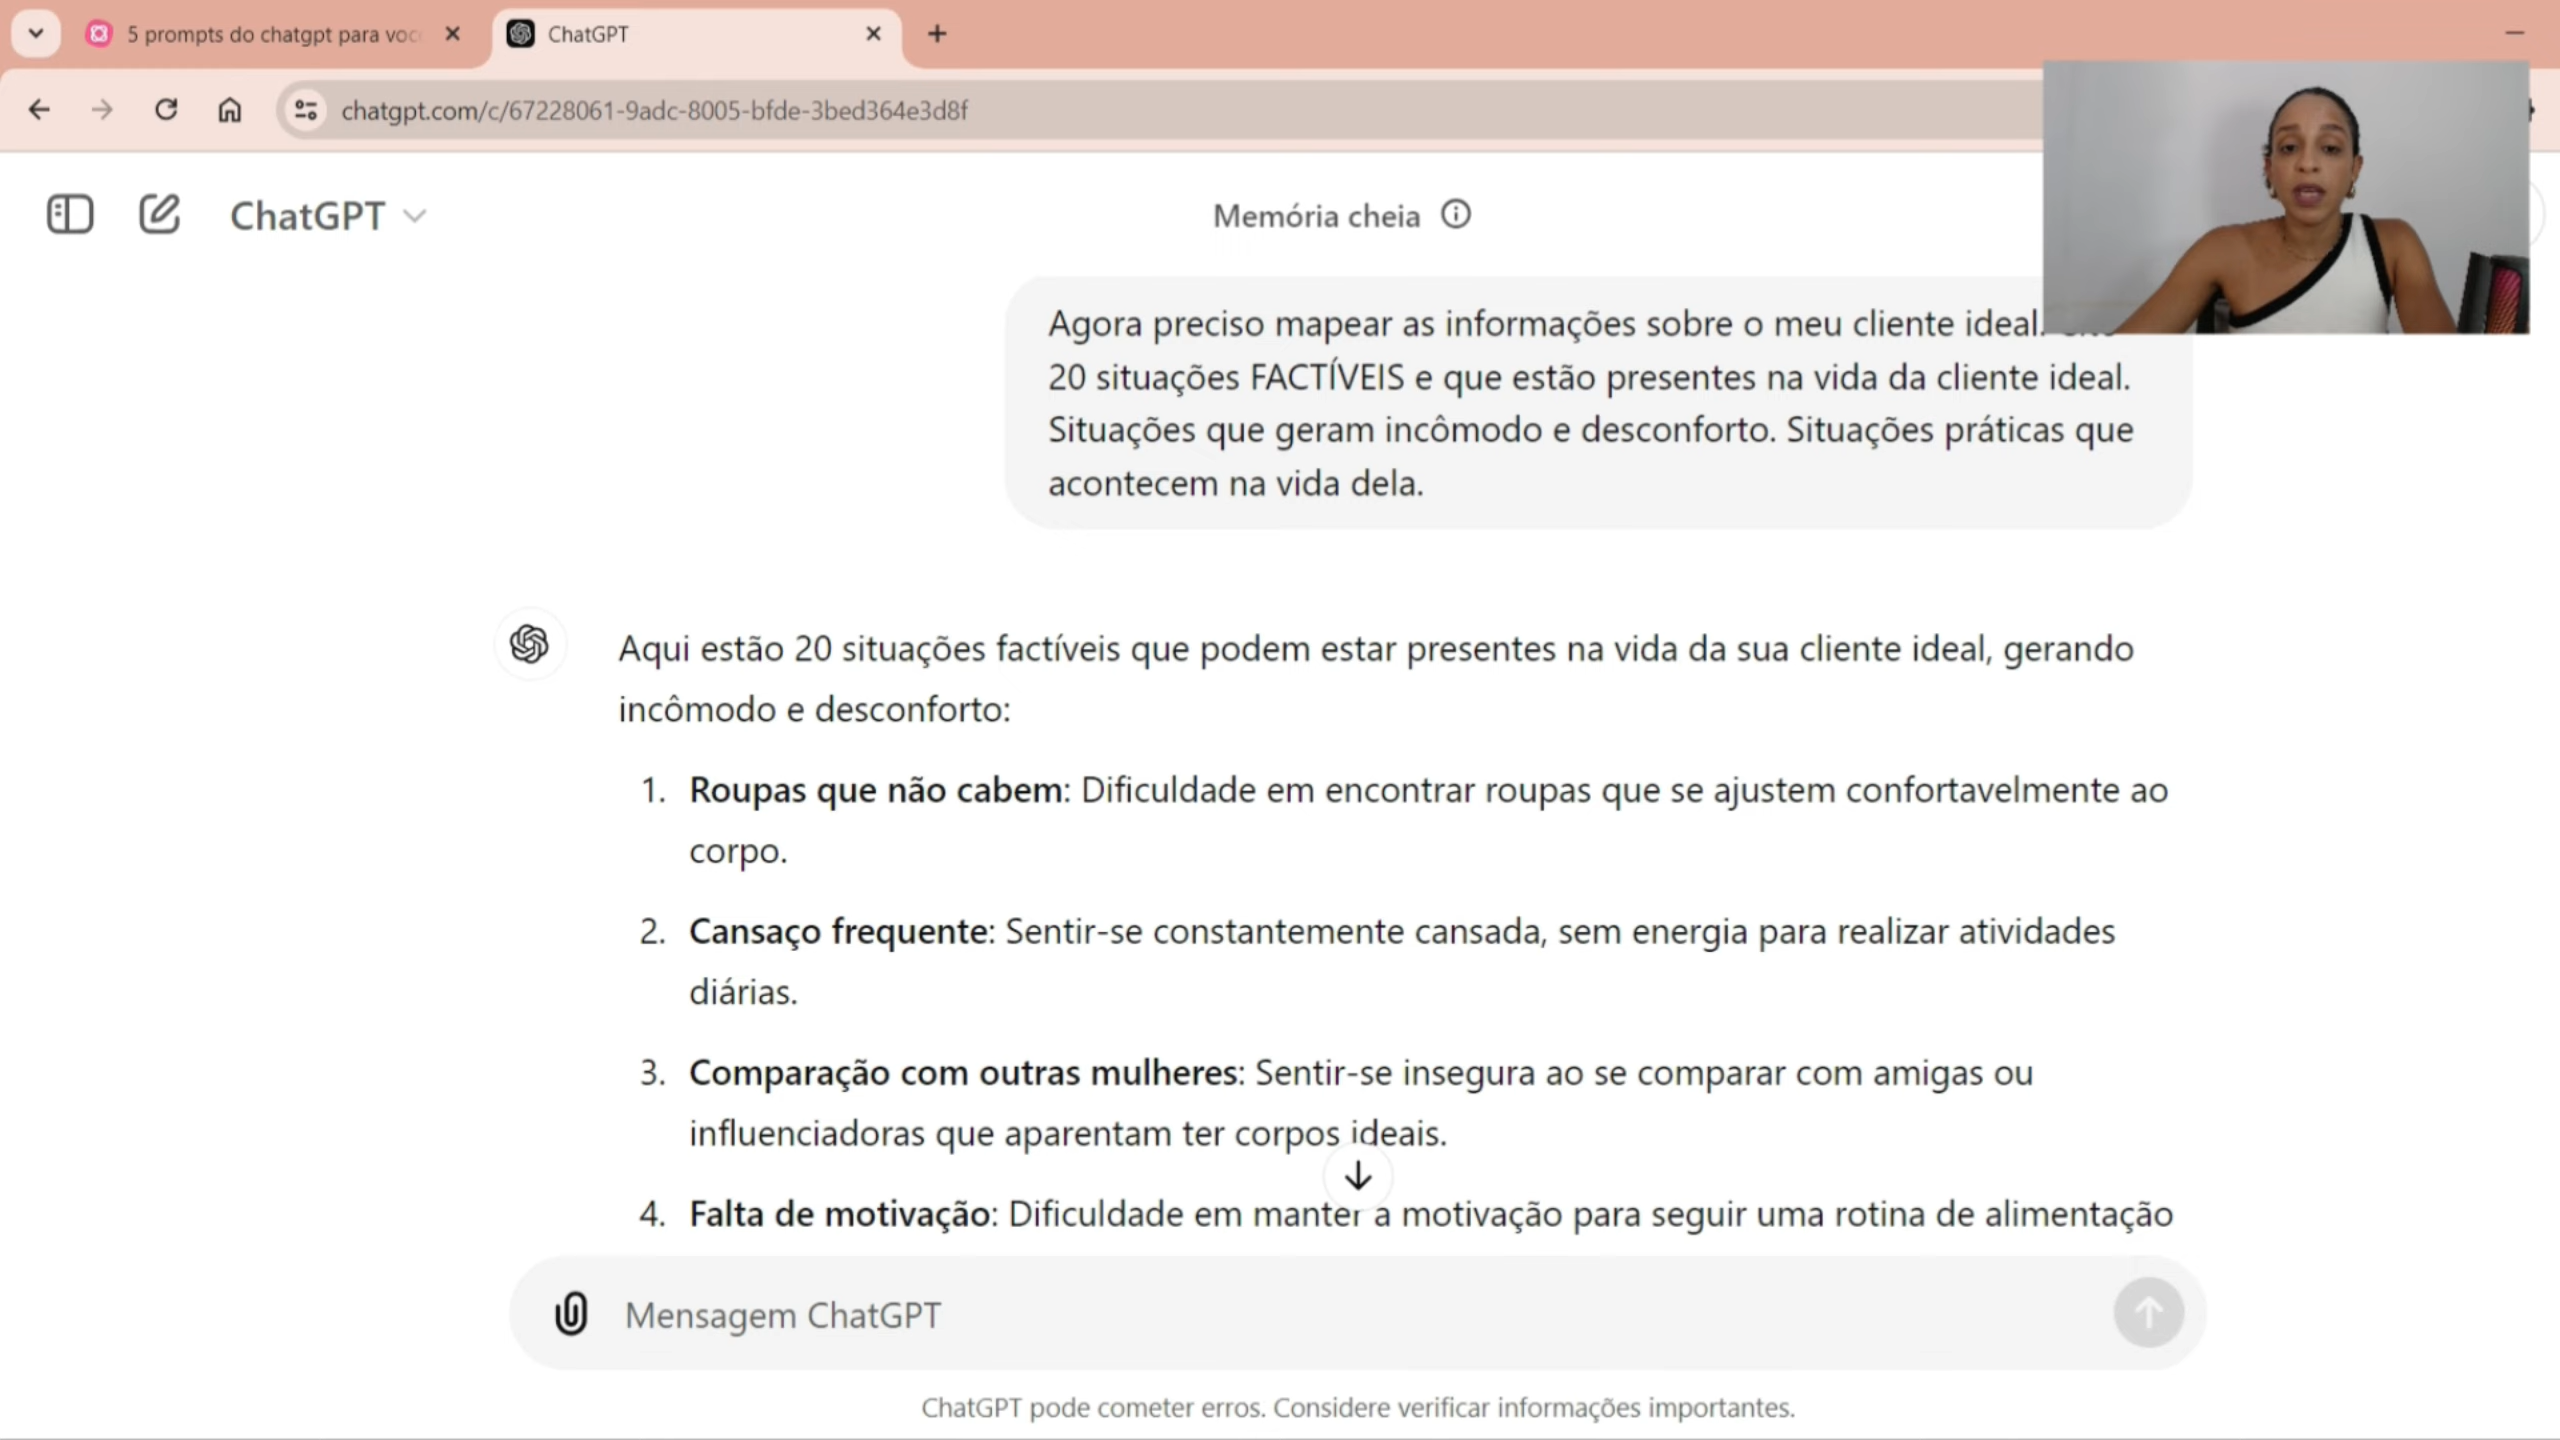 5 prompts do chatgpt para voc
ChatGPT
chatgpt.com/c/67228061-9adc-8005-bfde-3bed364e3d8f
ChatGPT
Memória cheia
Agora preciso mapear as informações sobre o meu cliente ideal.
20 situações FACTÍVEIS e que estão presentes na vida da cliente ideal.
Situações que geram incômodo e desconforto. Situações práticas que
acontecem na vida dela.
Aqui estão 20 situações factíveis que podem estar presentes na vida da sua cliente ideal, gerando
incômodo e desconforto:
1. Roupas que não cabem: Dificuldade em encontrar roupas que se ajustem confortavelmente ao
corpo.
2. Cansaço frequente: Sentir-se constantemente cansada, sem energia para realizar atividades
diárias.
3. Comparação com outras mulheres: Sentir-se insegura ao se comparar com amigas ou
influenciadoras que aparentam ter corpos ideais.
4. Falta de motivação: Dificuldade em manter a motivação para seguir uma rotina de alimentação
Mensagem ChatGPT
ChatGPT pode cometer erros. Considere verificar informações importantes.